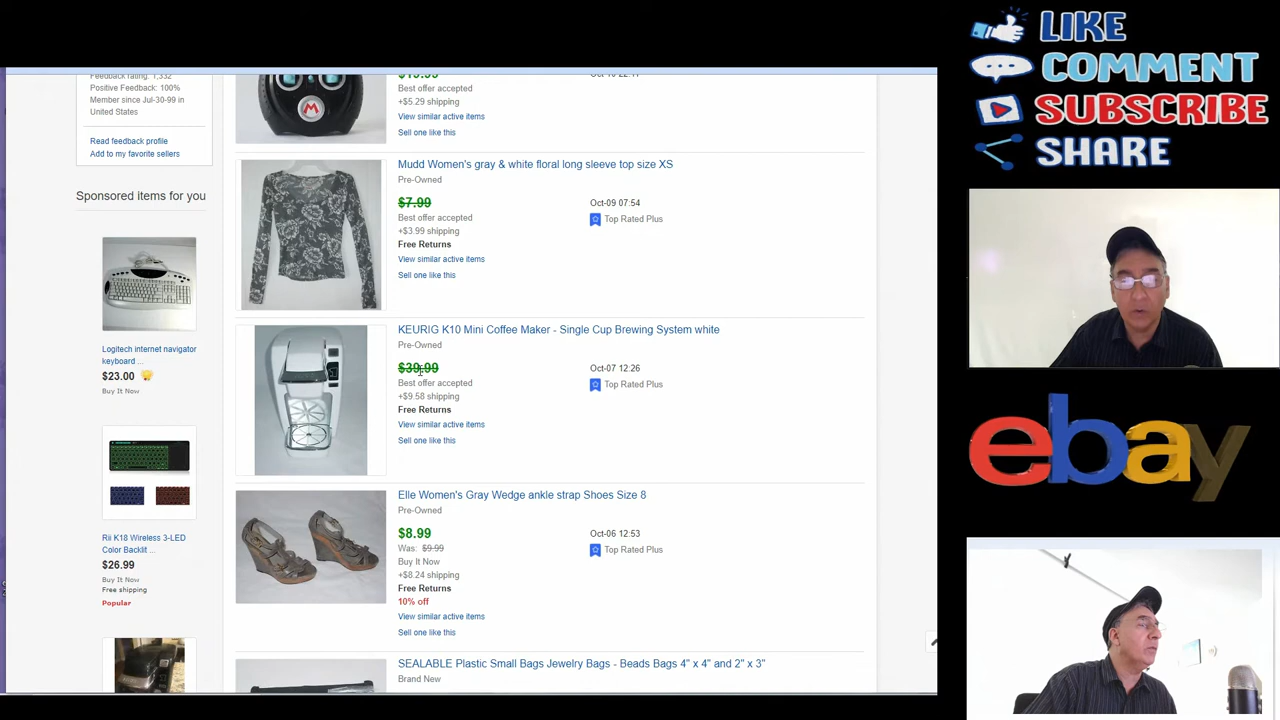 Feedback rating: 1,332
Positive Feedback: 100%
Member since Jul-30-99 in
United States
Read feedback profile
Add to my favorite sellers
Sponsored items for you
Logitech internet navigator
keyboard ...
$23.00
Buy It Now
Rii K18 Wireless 3-LED
Color Backlit ...
$26.99
Buy It Now
Free shipping
Popular
Best offer accepted
+$5.29 shipping
View similar active items
Sell one like this
Mudd Women's gray & white floral long sleeve top size XS
Pre-Owned
$7.99
Oct-09 07:54
Best offer accepted
Top Rated Plus
+$3.99 shipping
Free Returns
View similar active items
Sell one like this
KEURIG K10 Mini Coffee Maker - Single Cup Brewing System white
Pre-Owned
$39.99
Oct-07 12:26
Best offer accepted
Top Rated Plus
+$9.58 shipping
Free Returns
View similar active items
Sell one like this
Elle Women's Gray Wedge ankle strap Shoes Size 8
Pre-Owned
$8.99
Oct-06 12:53
Was: $9.99
Top Rated Plus
Buy It Now
+$8.24 shipping
Free Returns
10% off
View similar active items
Sell one like this
SEALABLE Plastic Small Bags Jewelry Bags - Beads Bags 4" x 4" and 2" x 3"
Brand New
LIKE
COMMENT
SUBSCRIBE
SHARE
ebay
M